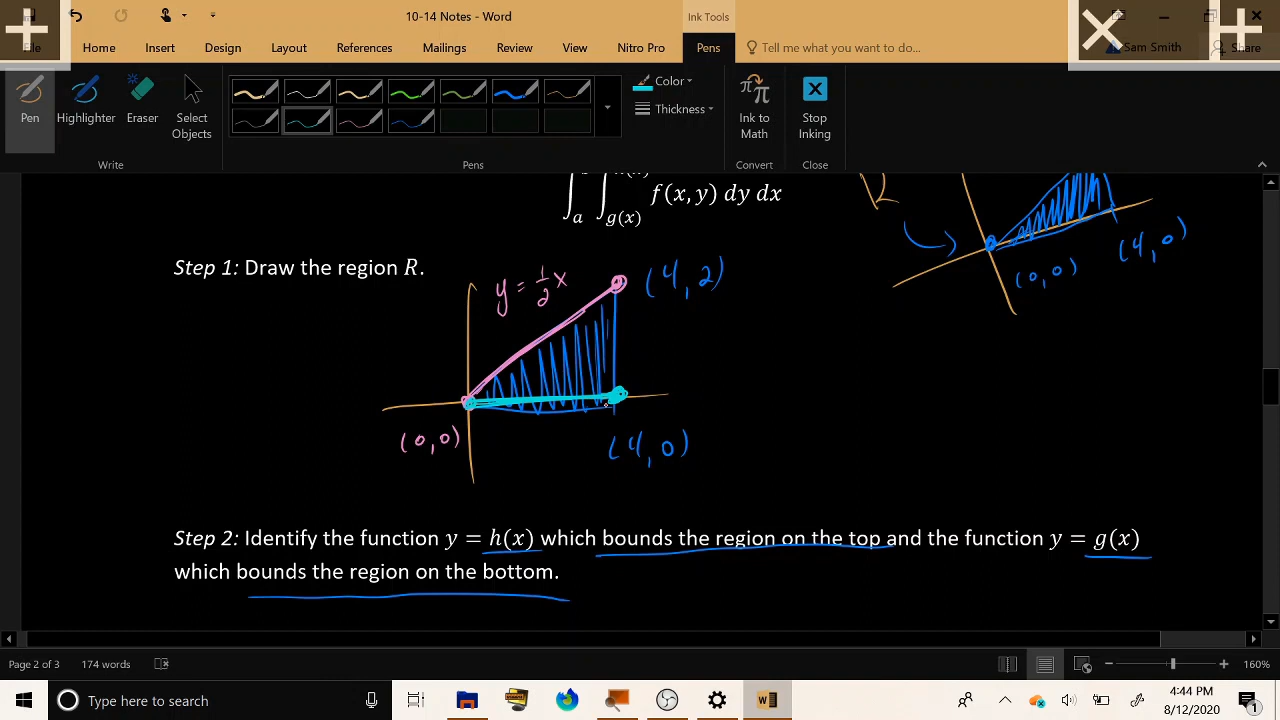 10-14 Notes - Word
Ink Tools
File Home Insert Design Layout References Mailings Review View Nitro Pro Pens Tell me what you want to do... Sam Smith Share
Pen
Highlighter
Eraser
Select Objects
Color
Thickness
Ink to Math
Stop Inking
Write
Pens
Convert
Close
∫_a ∫_{g(x)} f(x, y) dy dx
R
(0,0)
(4,0)
Step 1: Draw the region R.
y = 1/2 x
(4, 2)
(0,0)
(4,0)
Step 2: Identify the function y = h(x) which bounds the region on the top and the function y = g(x)
which bounds the region on the bottom.
Page 2 of 3 174 words
160%
Type here to search
4:44 PM
8/12/2020
1